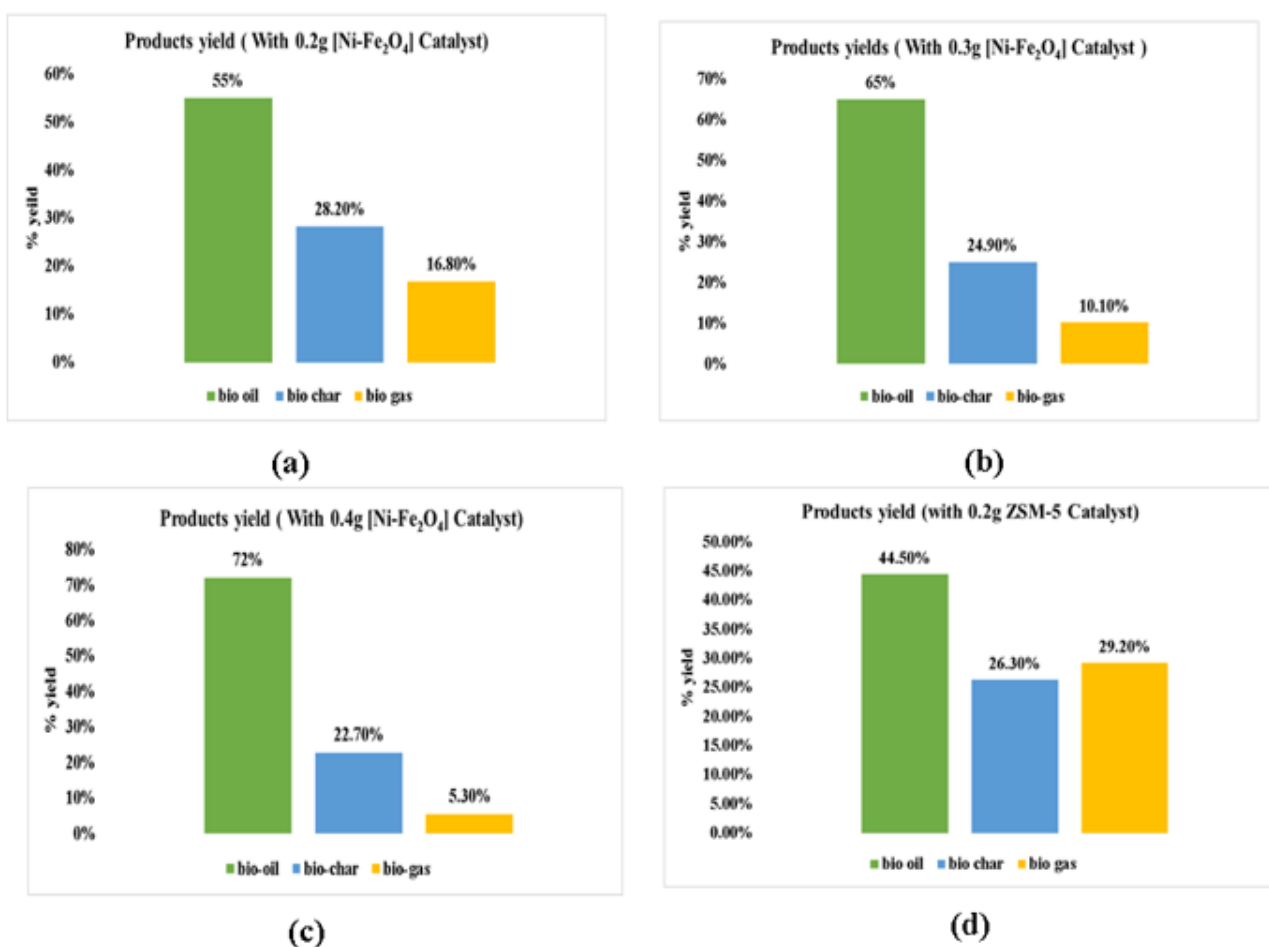 Products yield ( With 0.2g [Ni-Fe₂O₄] Catalyst)
60%
50%
40%
30%
20%
10%
0%
% yeild
55%
28.20%
16.80%
bio oil bio char bio gas
(a)
Products yields ( With 0.3g [Ni-Fe₂O₄] Catalyst )
70%
60%
50%
40%
30%
20%
10%
0%
% yield
65%
24.90%
10.10%
bio-oil bio-char bio-gas
(b)
Products yield ( With 0.4g [Ni-Fe₂O₄] Catalyst)
80%
70%
60%
50%
40%
30%
20%
10%
0%
% yield
72%
22.70%
5.30%
bio-oil bio-char bio-gas
(c)
Products yield (with 0.2g ZSM-5 Catalyst)
50.00%
45.00%
40.00%
35.00%
30.00%
25.00%
20.00%
15.00%
10.00%
5.00%
0.00%
% yield
44.50%
26.30%
29.20%
bio oil bio char bio gas
(d)